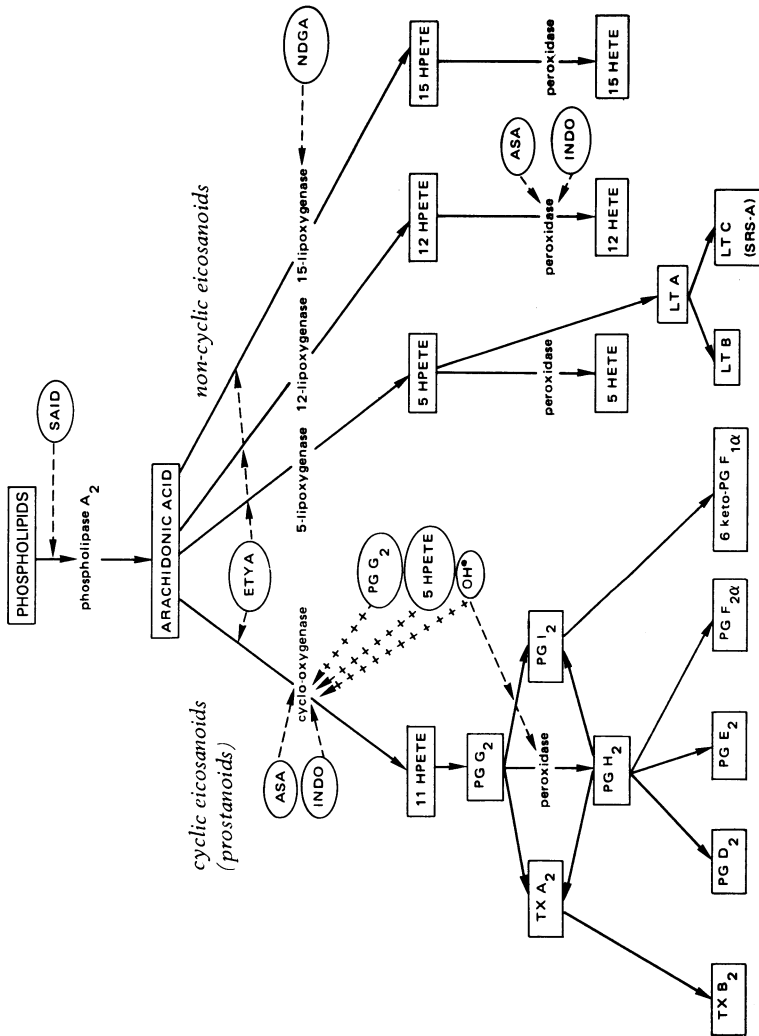 PHOSPHOLIPIDS
SAID
phospholipase A₂
ARACHIDONIC ACID
cyclic eicosanoids
(prostanoids)
non-cyclic eicosanoids
ETYA
NDGA
ASA
INDO
cyclo-oxygenase
5-lipoxygenase
12-lipoxygenase
15-lipoxygenase
PG G₂
5 HPETE
OH•
11 HPETE
5 HPETE
12 HPETE
15 HPETE
PG G₂
ASA
INDO
TX A₂
peroxidase
PG I₂
peroxidase
peroxidase
peroxidase
PG H₂
5 HETE
12 HETE
15 HETE
LT A
TX B₂
PG D₂
PG E₂
PG F₂α
6 keto-PG F₁α
LT B
LT C
(SRS-A)